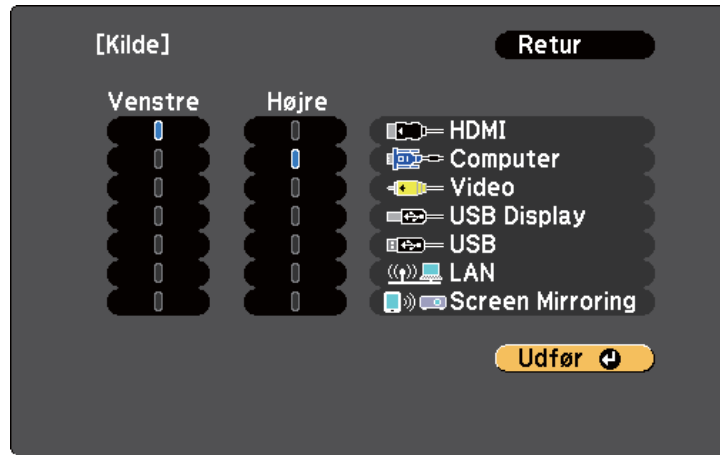 [Kilde] Retur
Venstre Højre
HDMI
Computer
Video
USB Display
USB
LAN
Screen Mirroring
Udfør